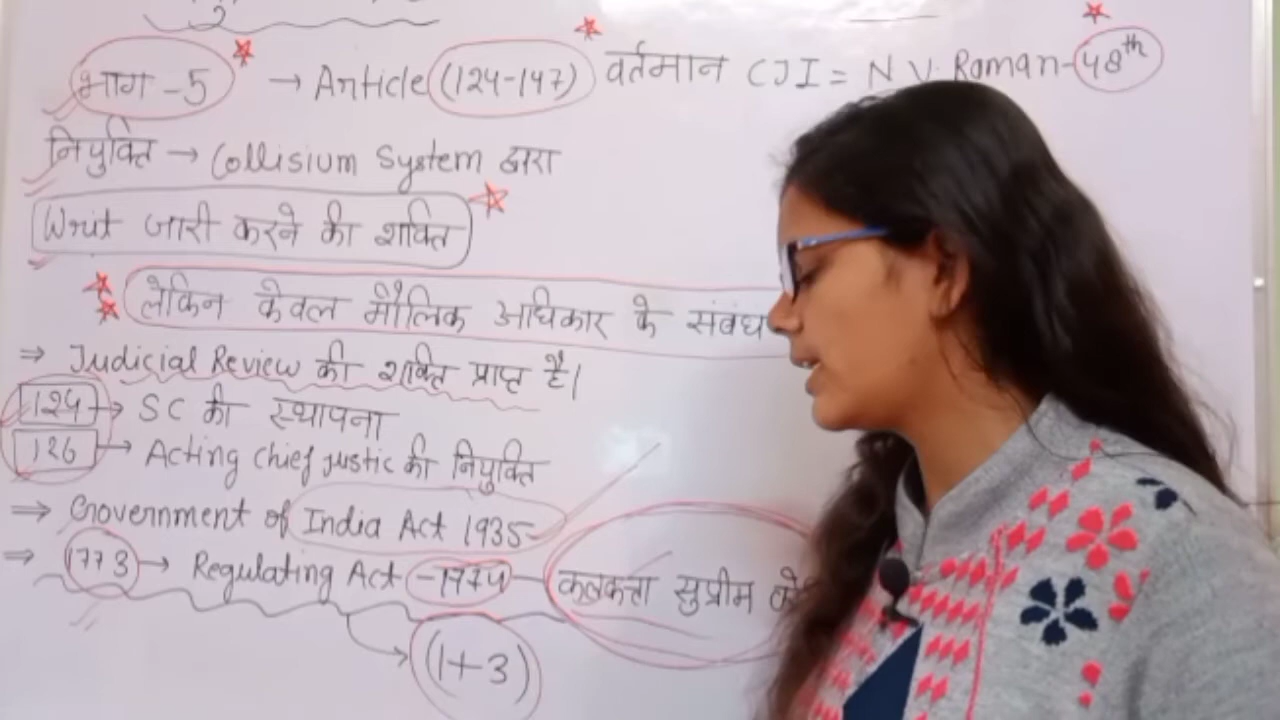 भाग -5 → Article (124-147) वर्तमान CJI = N V. Raman - 48th
नियुक्ति → Collisium System द्वारा
Writ जारी करने की शक्ति
लेकिन केवल मौलिक अधिकार के संबंध
⇒ Judicial Review की शक्ति प्राप्त है।
124 → SC की स्थापना
126 → Acting Chief Justic की नियुक्ति
⇒ Government of India Act 1935
⇒ 1773 → Regulating Act - 1774 - कलकत्ता सुप्रीम
(1+3)